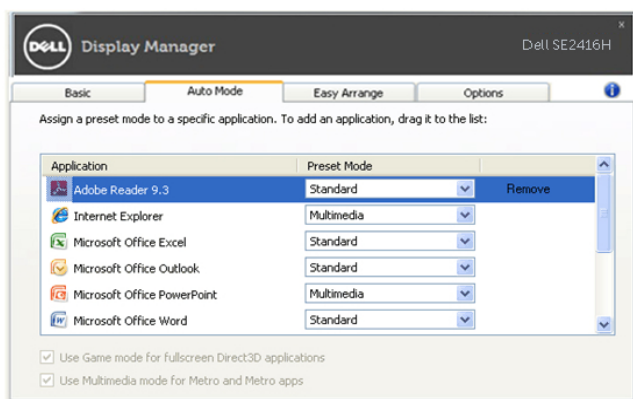 DELL Display Manager Dell SE2416H
Basic Auto Mode Easy Arrange Options
Assign a preset mode to a specific application. To add an application, drag it to the list:
Application Preset Mode
Adobe Reader 9.3 Standard Remove
Internet Explorer Multimedia
Microsoft Office Excel Standard
Microsoft Office Outlook Standard
Microsoft Office PowerPoint Multimedia
Microsoft Office Word Standard
Use Game mode for fullscreen Direct3D applications
Use Multimedia mode for Metro and Metro apps